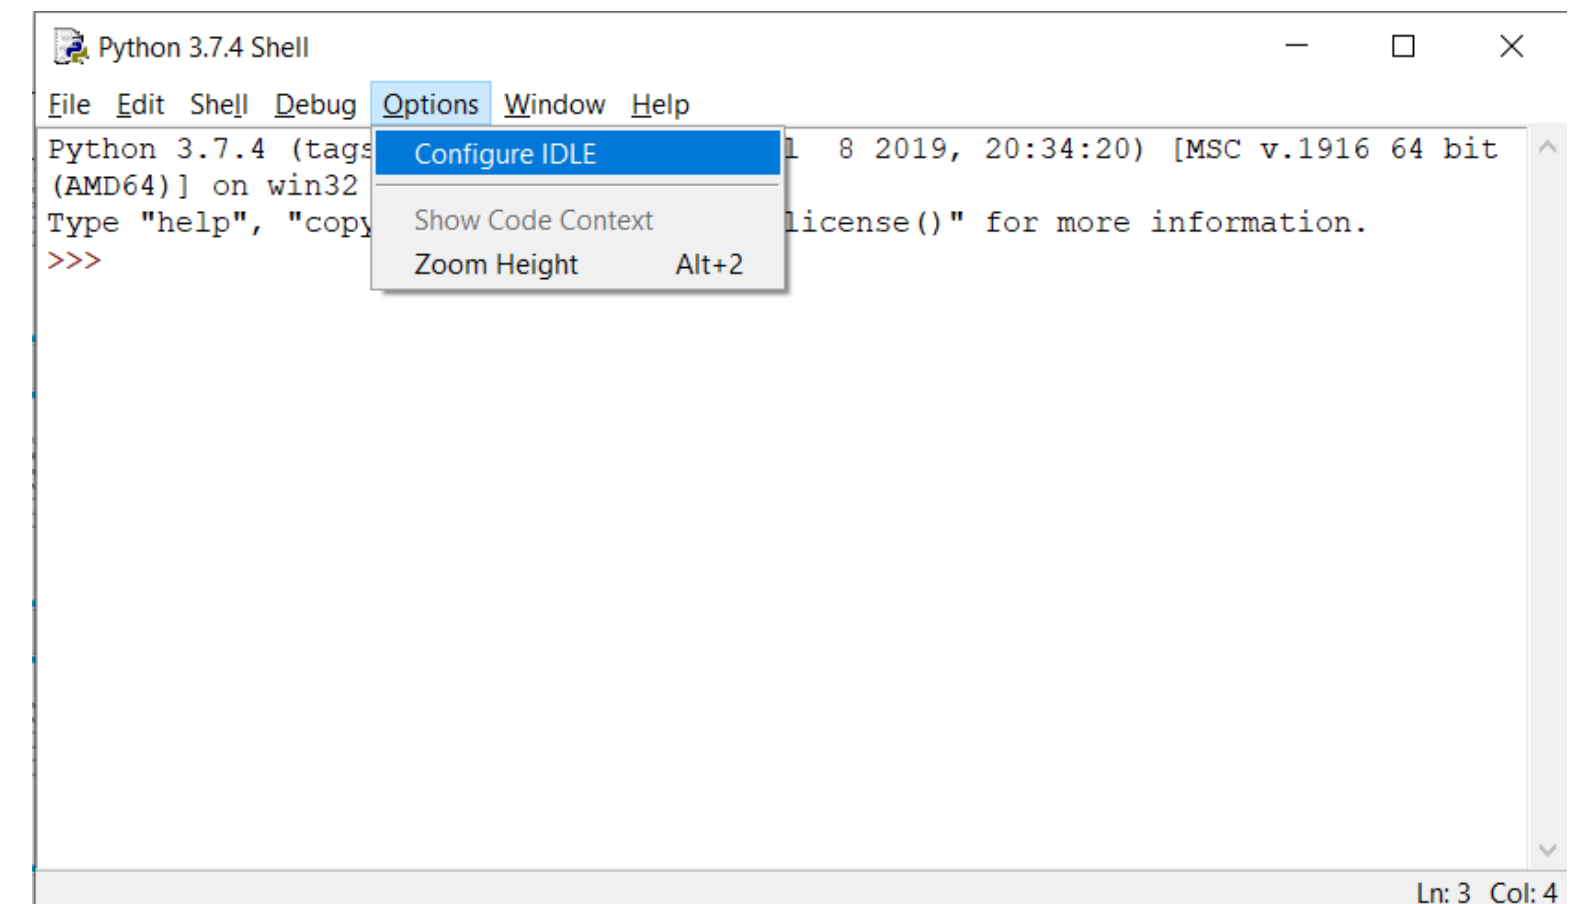 Python 3.7.4 Shell
File Edit Shell Debug Options Window Help
Python 3.7.4 (tags 8 2019, 20:34:20) [MSC v.1916 64 bit
(AMD64)] on win32
Type "help", "copy license()" for more information.
>>>
Configure IDLE
Show Code Context
Zoom Height Alt+2
Ln: 3 Col: 4